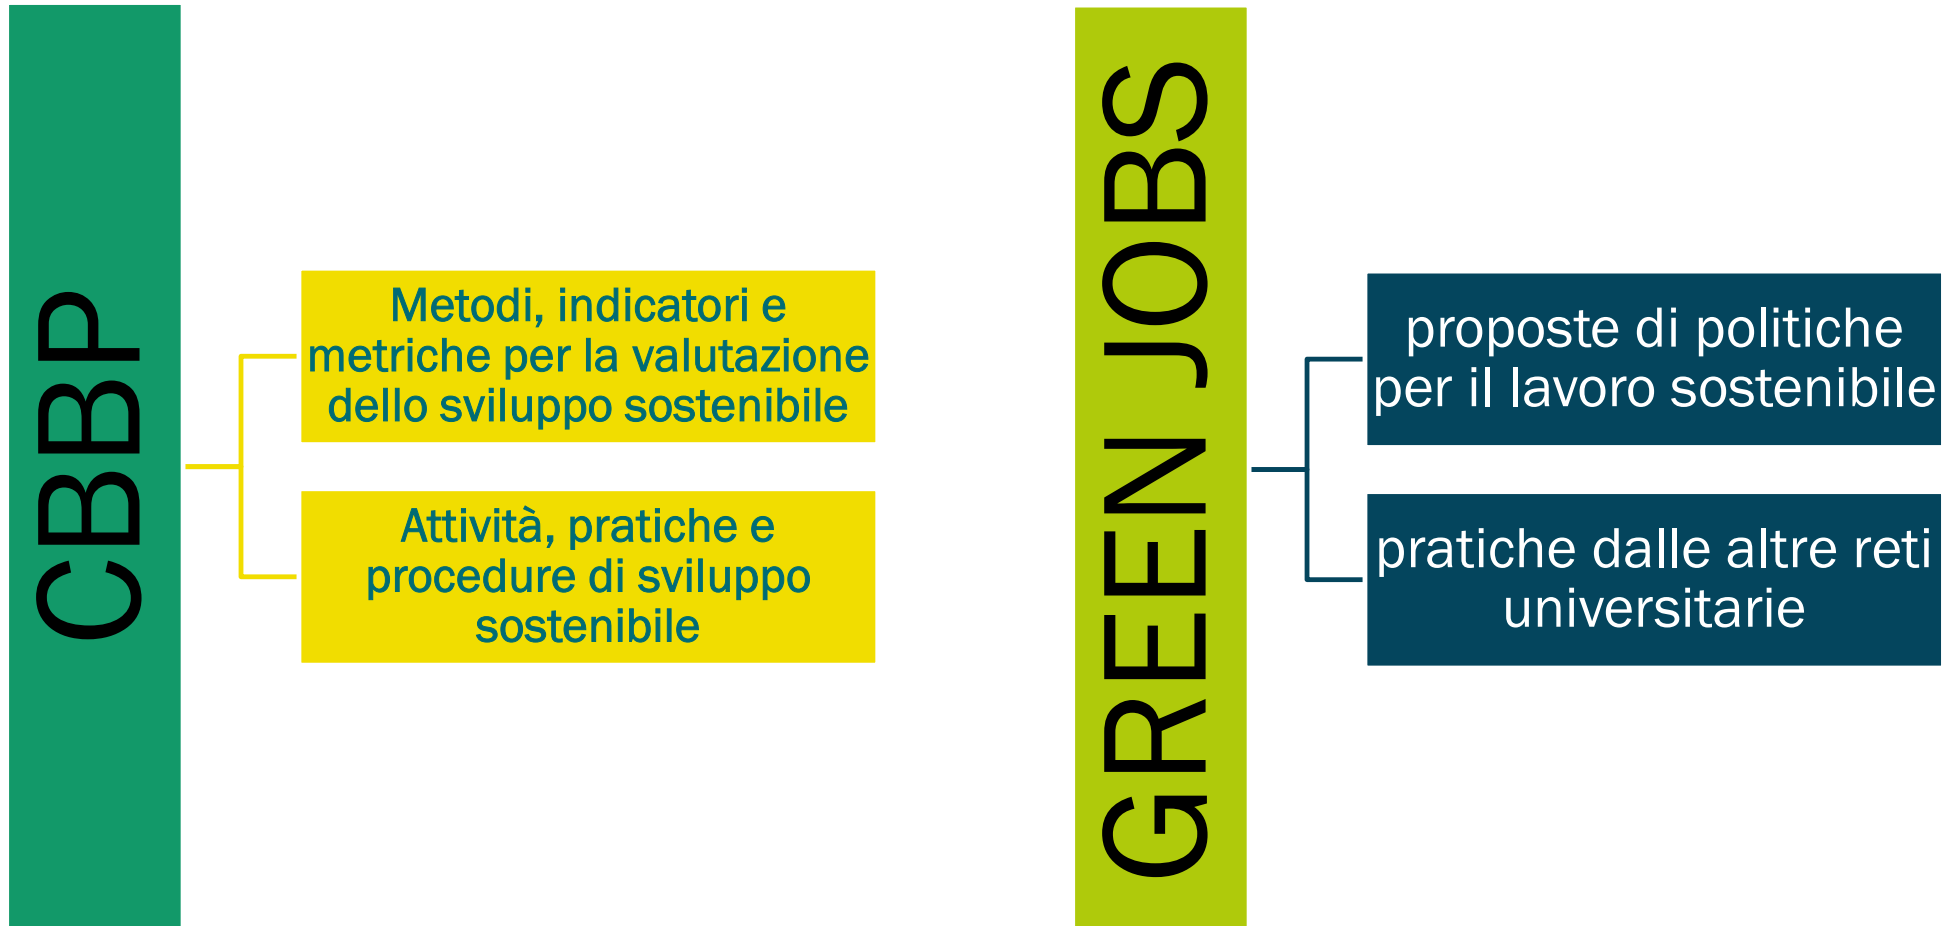 CBBP
Metodi, indicatori e
metriche per la valutazione
dello sviluppo sostenibile
Attività, pratiche e
procedure di sviluppo
sostenibile
GREEN JOBS
proposte di politiche
per il lavoro sostenibile
pratiche dalle altre reti
universitarie